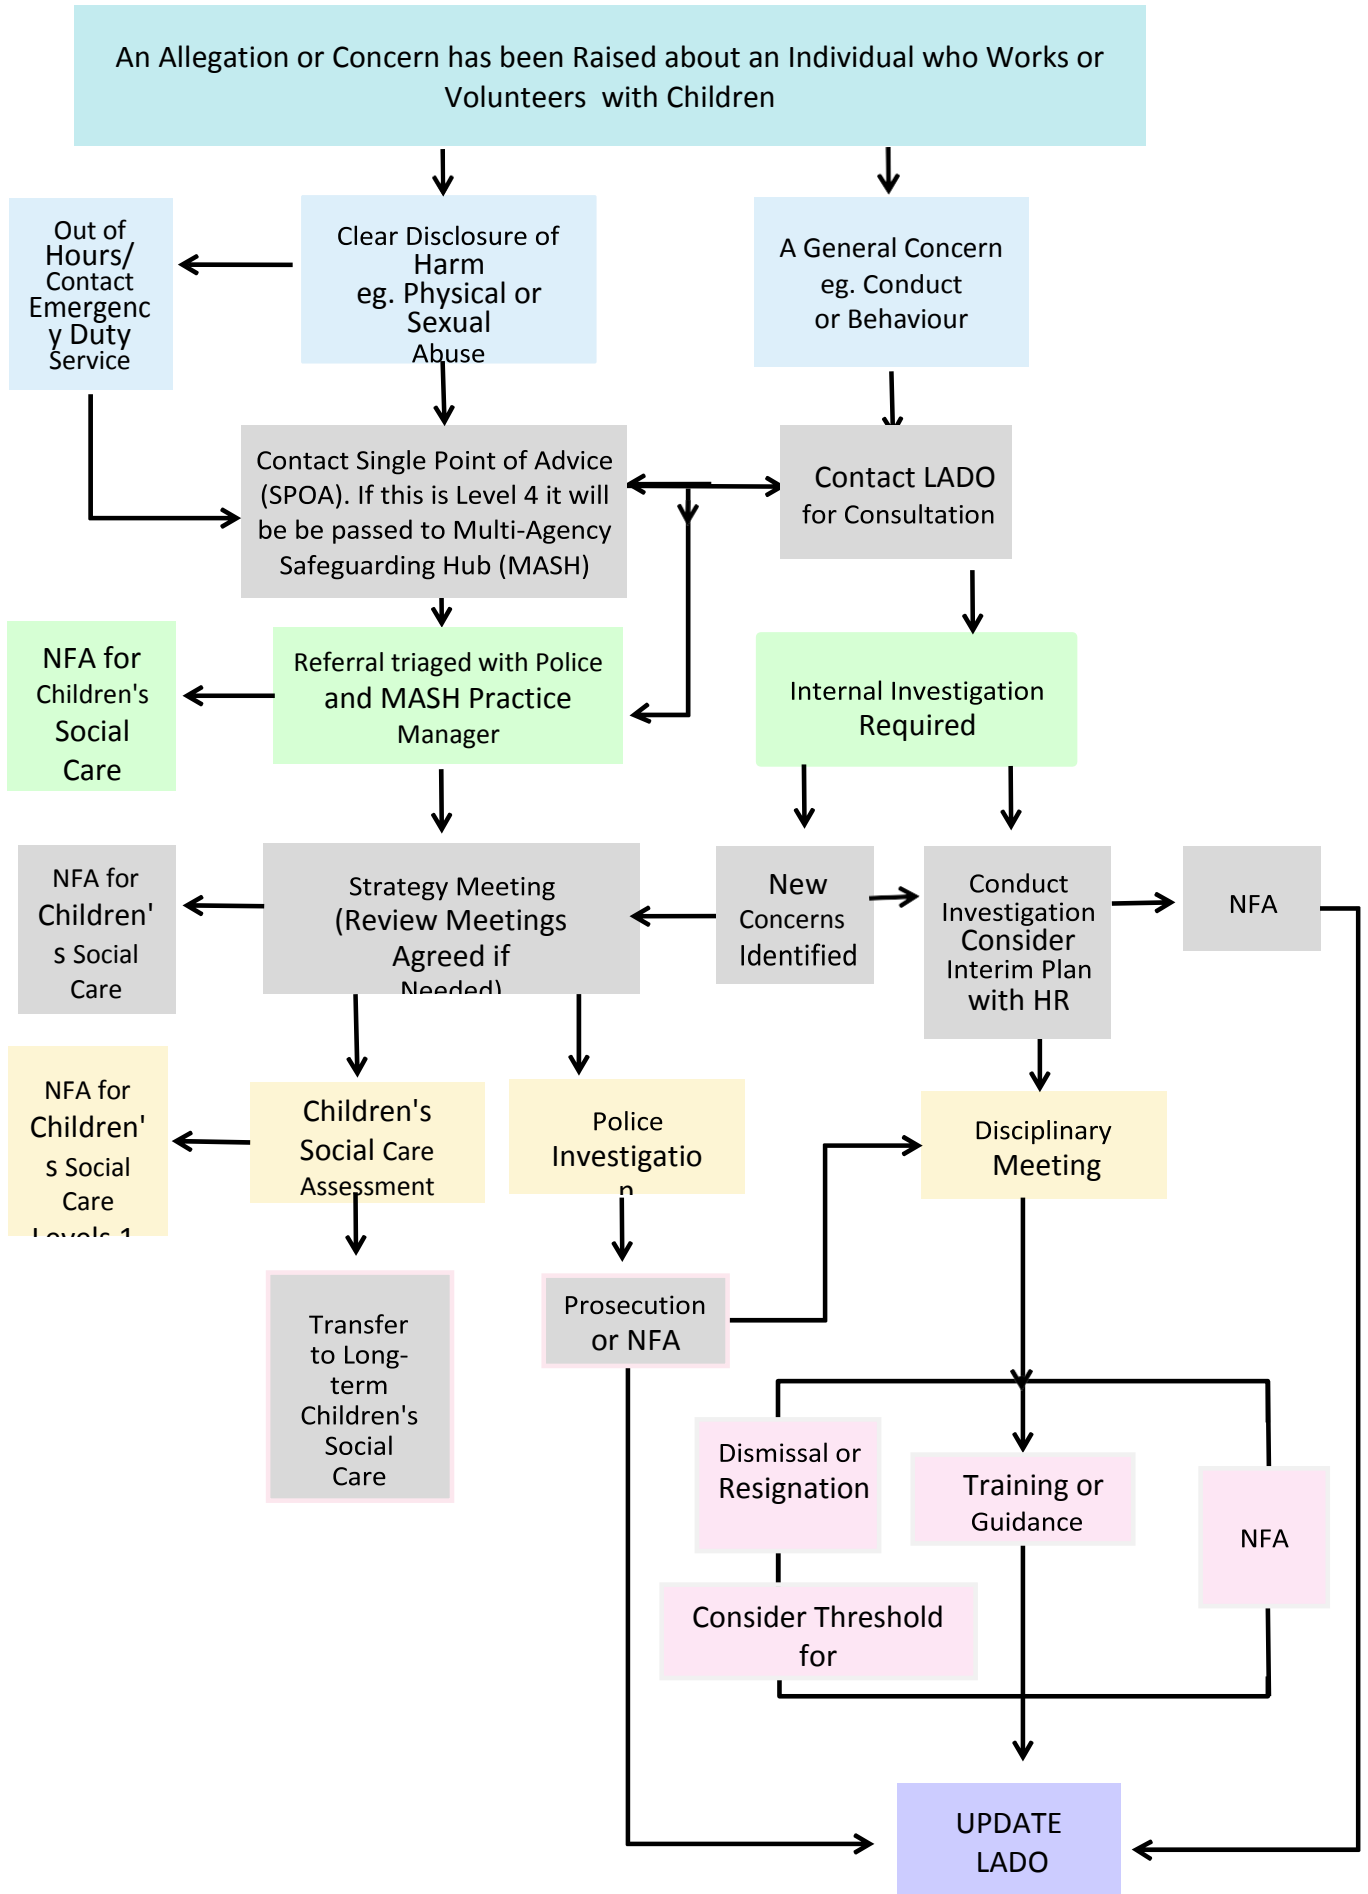 An Allegation or Concern has been Raised about an Individual who Works or
Volunteers with Children
Out of
Hours/
Contact
Emergenc
y Duty
Service
Clear Disclosure of
Harm
eg. Physical or
Sexual
Abuse
A General Concern
eg. Conduct
or Behaviour
Contact Single Point of Advice
(SPOA). If this is Level 4 it will
be be passed to Multi-Agency
Safeguarding Hub (MASH)
Contact LADO
for Consultation
NFA for
Children's
Social
Care
Referral triaged with Police
and MASH Practice
Manager
Internal Investigation
Required
NFA for
Children'
s Social
Care
Strategy Meeting
(Review Meetings
Agreed if
Needed)
New
Concerns
Identified
Conduct
Investigation
Consider
Interim Plan
with HR
NFA
NFA for
Children'
s Social
Care
Levels 1
Children's
Social Care
Assessment
Police
Investigatio
n
Disciplinary
Meeting
Transfer
to Long-
term
Children's
Social
Care
Prosecution
or NFA
Dismissal or
Resignation
Training or
Guidance
NFA
Consider Threshold
for
UPDATE
LADO